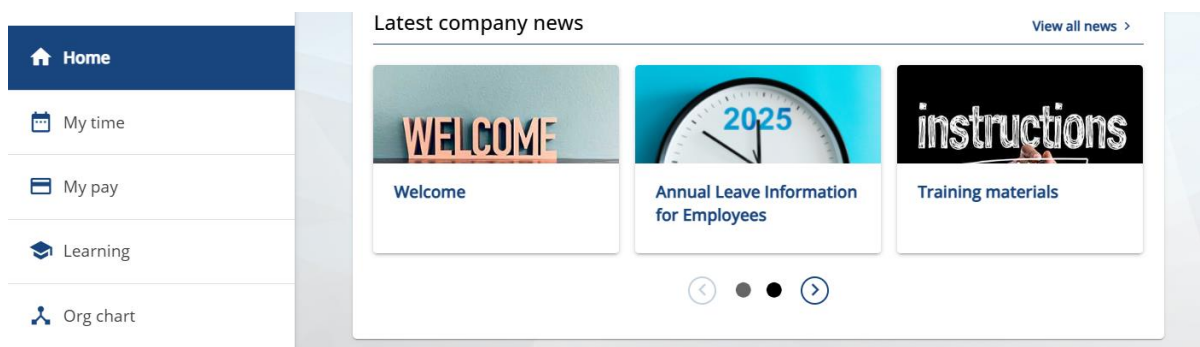 Home
My time
My pay
Learning
Org chart
Latest company news
View all news
WELCOME
Welcome
2025
Annual Leave Information
for Employees
instructions
Training materials